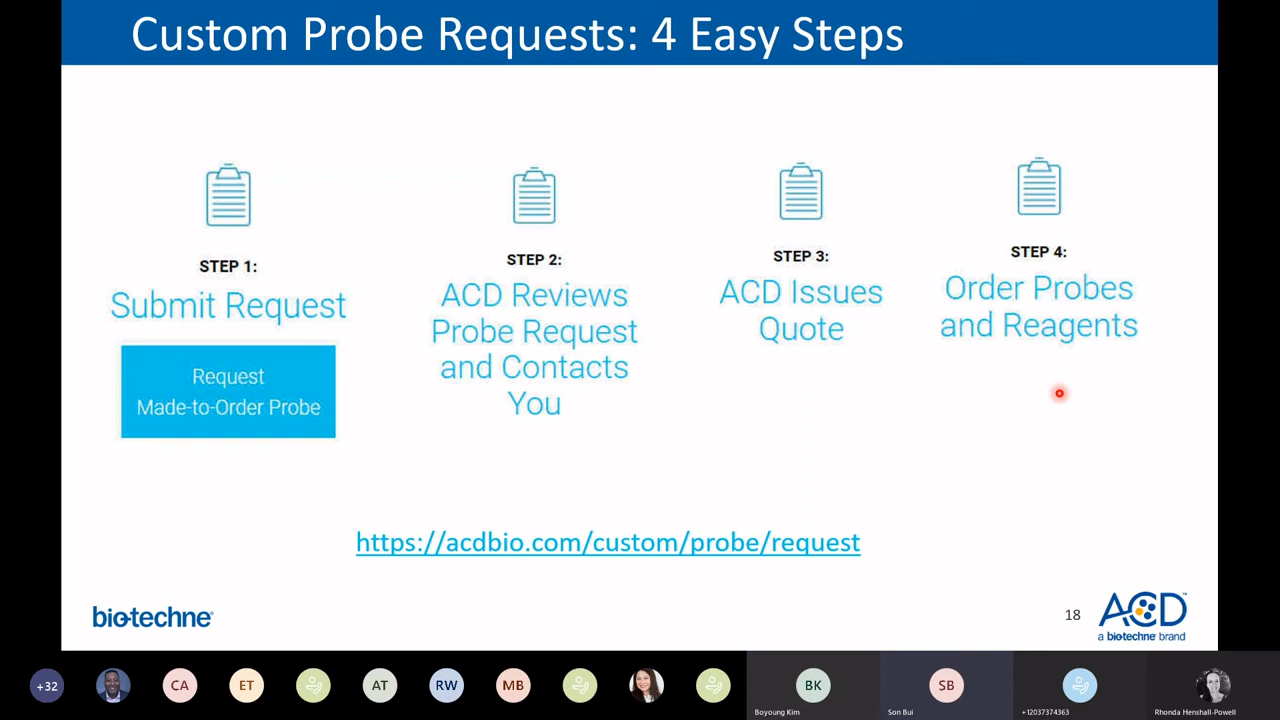 Custom Probe Requests: 4 Easy Steps
STEP 1:
Submit Request
Request
Made-to-Order Probe
STEP 2:
ACD Reviews
Probe Request
and Contacts
You
STEP 3:
ACD Issues
Quote
STEP 4:
Order Probes
and Reagents
https://acdbio.com/custom/probe/request
bio-techne®
18
ACD™
a bio-techne brand
+32
CA
ET
AT
RW
MB
BK
Boyoung Kim
SB
Son Bui
+12037374363
Rhonda Henshall-Powell